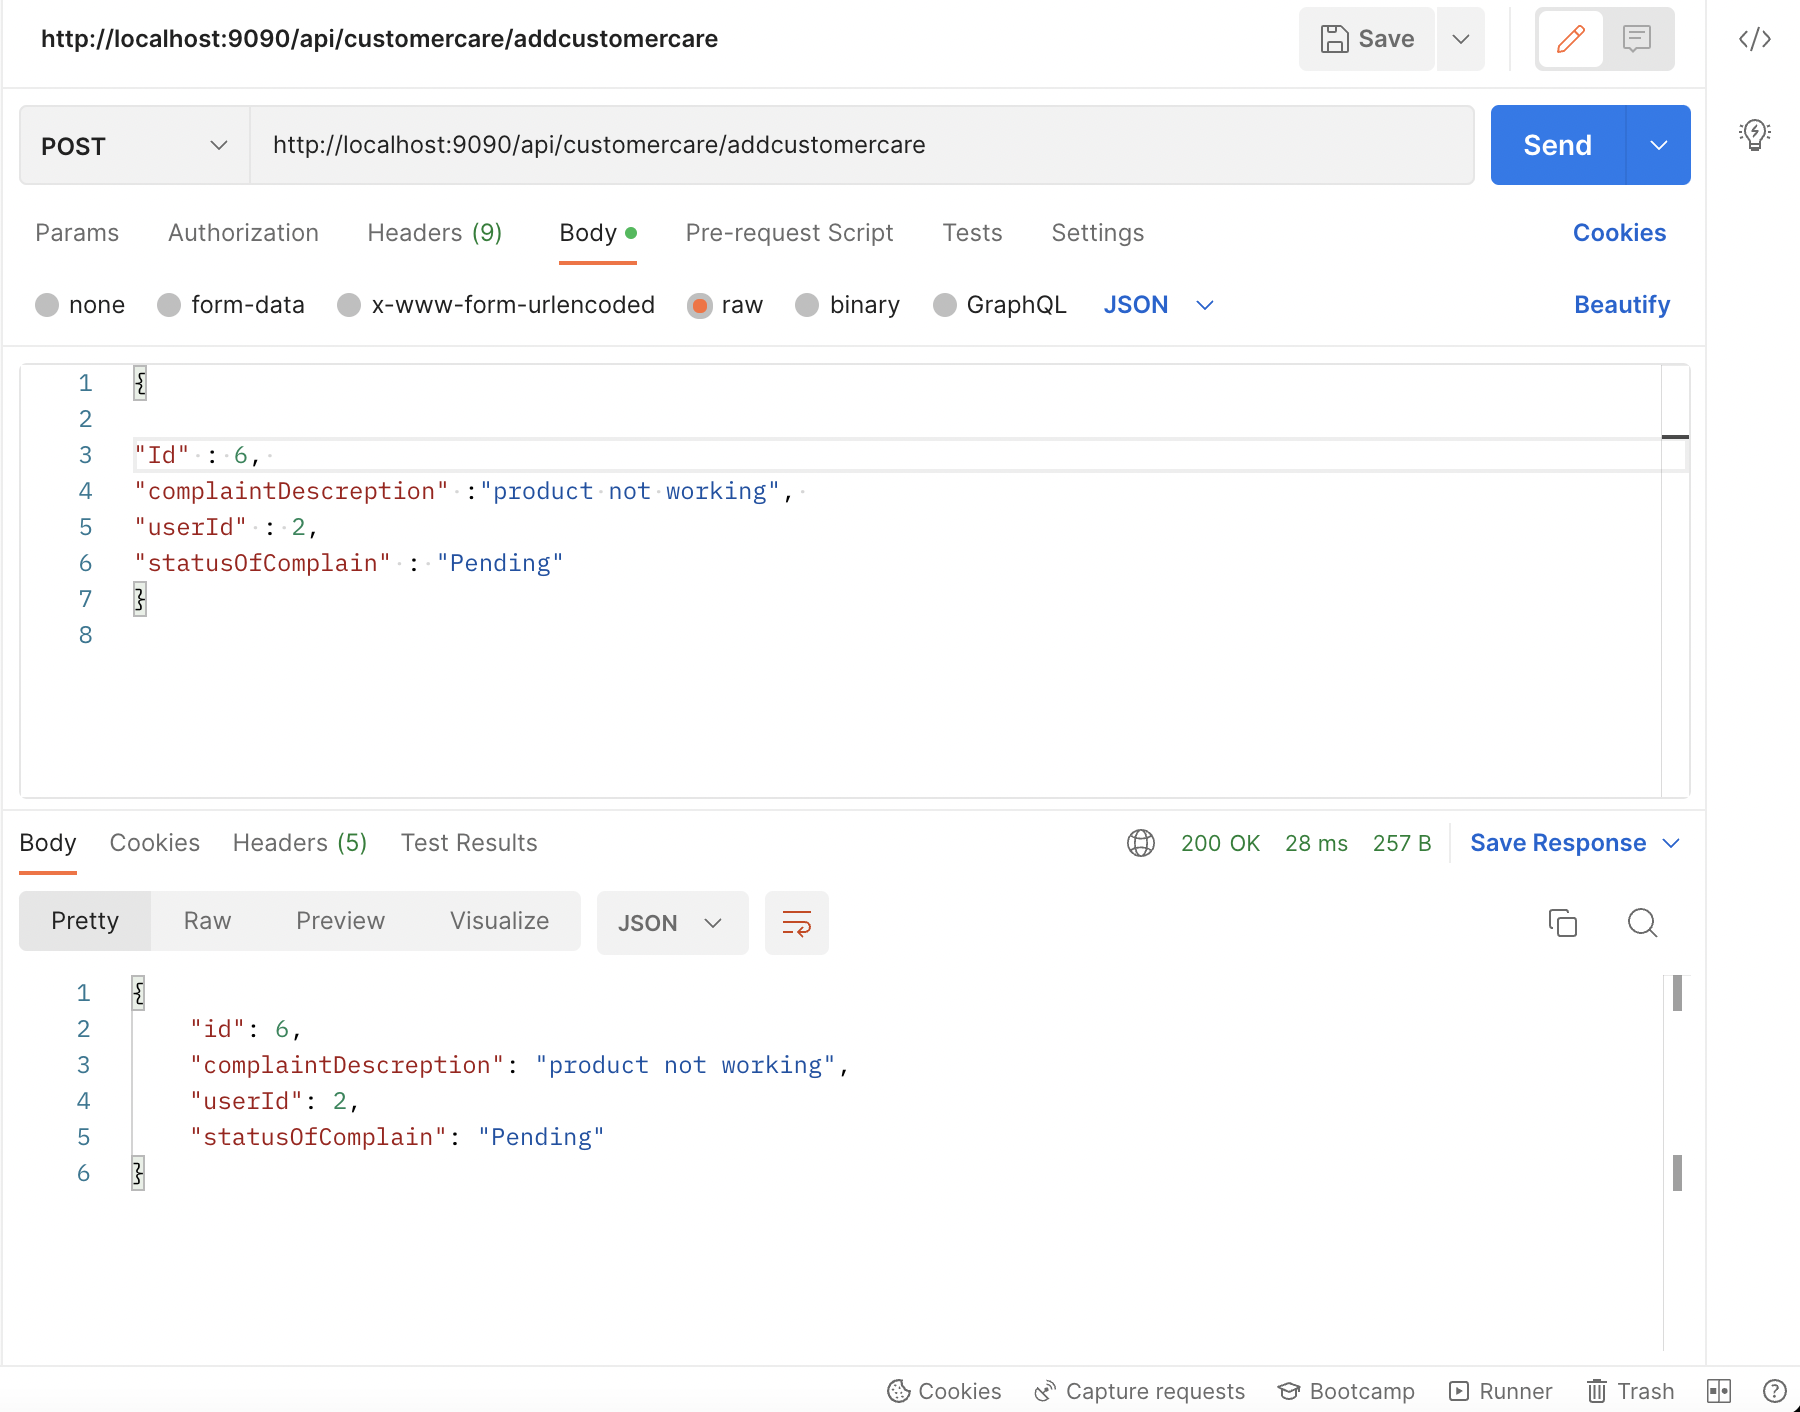 http://localhost:9090/api/customercare/addcustomercare
Save
POST
http://localhost:9090/api/customercare/addcustomercare
Send
Params Authorization Headers (9) Body Pre-request Script Tests Settings Cookies
none form-data x-www-form-urlencoded raw binary GraphQL JSON Beautify
1 {
2
3 "Id" : 6,
4 "complaintDescreption" :"product not working",
5 "userId" : 2,
6 "statusOfComplain" : "Pending"
7 }
8
Body Cookies Headers (5) Test Results 200 OK 28 ms 257 B Save Response
Pretty Raw Preview Visualize JSON
1 {
2 "id": 6,
3 "complaintDescreption": "product not working",
4 "userId": 2,
5 "statusOfComplain": "Pending"
6 }
Cookies Capture requests Bootcamp Runner Trash